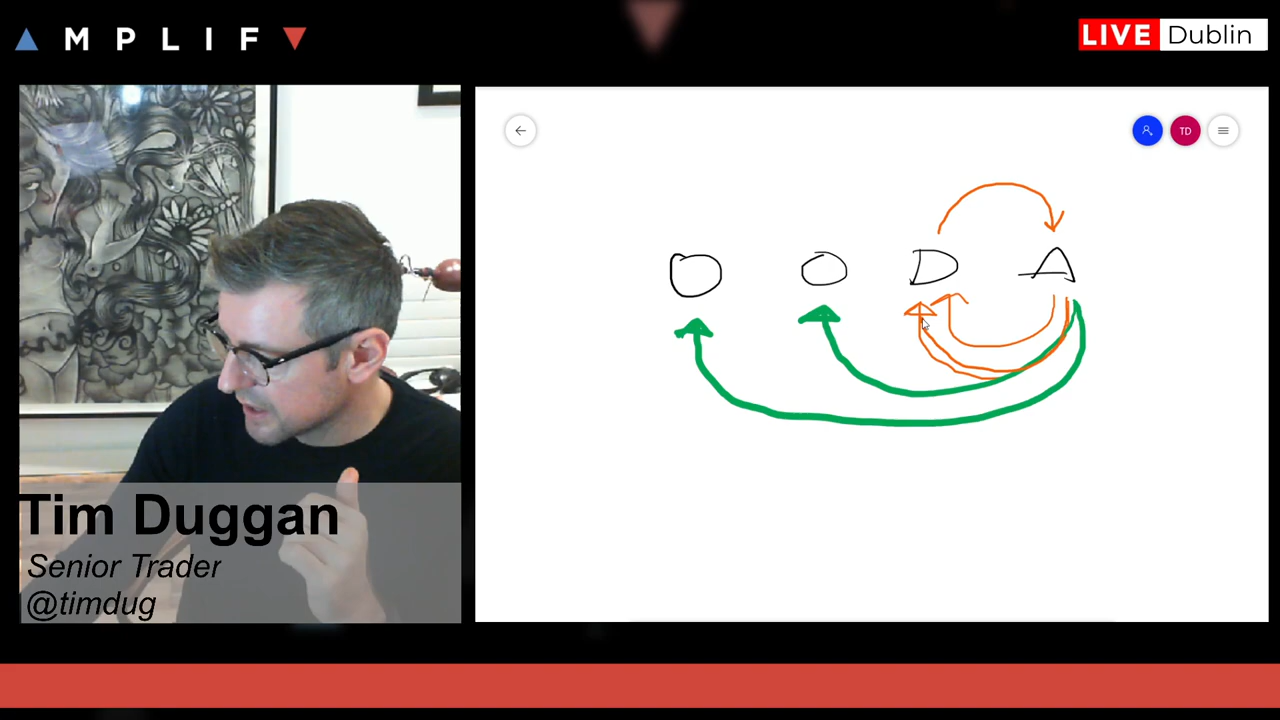 AMPLIFY
LIVE Dublin
TD
O O D A
Tim Duggan
Senior Trader
@timdug